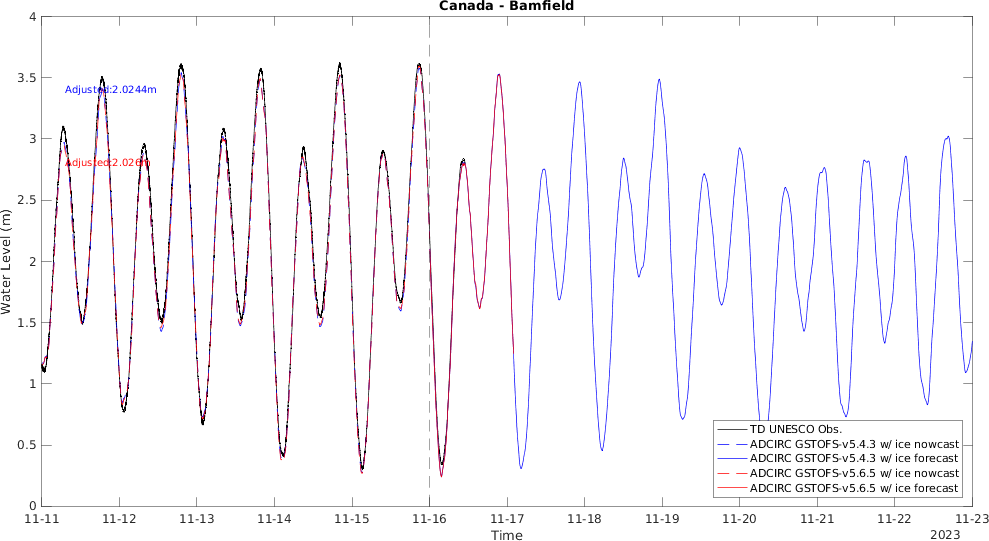 Canada - Bamfield
4
3.5
3
2.5
2
1.5
1
0.5
0
Water Level (m)
Adjusted:2.0244m
Adjusted:2.026m
TD UNESCO Obs.
ADCIRC GSTOFS-v5.4.3 w/ ice nowcast
ADCIRC GSTOFS-v5.4.3 w/ ice forecast
ADCIRC GSTOFS-v5.6.5 w/ ice nowcast
ADCIRC GSTOFS-v5.6.5 w/ ice forecast
11-11 11-12 11-13 11-14 11-15 11-16 11-17 11-18 11-19 11-20 11-21 11-22 11-23
Time
2023